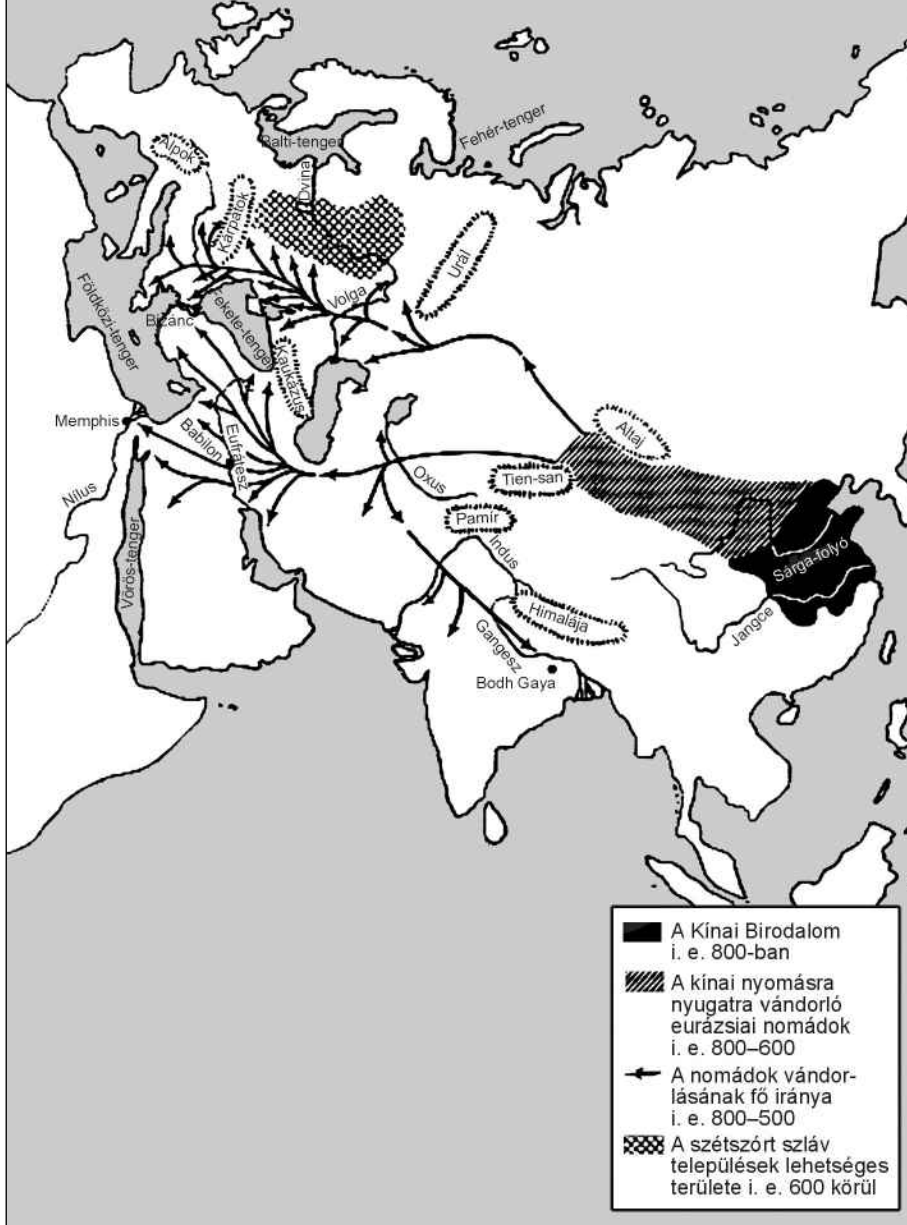 Fehér-tenger
Balti-tenger
Alpok
Dvina
Kárpátok
Urál
Volga
Földközi-tenger
Bizánc
Fekete-tenger
Kaukázus
Altaj
Memphis
Babilon
Eufrátesz
Oxus
Tien-san
Nílus
Pamír
Indus
Sárga-folyó
Vörös-tenger
Himalája
Jangce
Gangesz
Bodh Gaya
A Kínai Birodalom
i. e. 800-ban
A kínai nyomásra
nyugatra vándorló
eurázsiai nomádok
i. e. 800–600
A nomádok vándor-
lásának fő iránya
i. e. 800–500
A szétszórt szláv
települések lehetséges
területe i. e. 600 körül